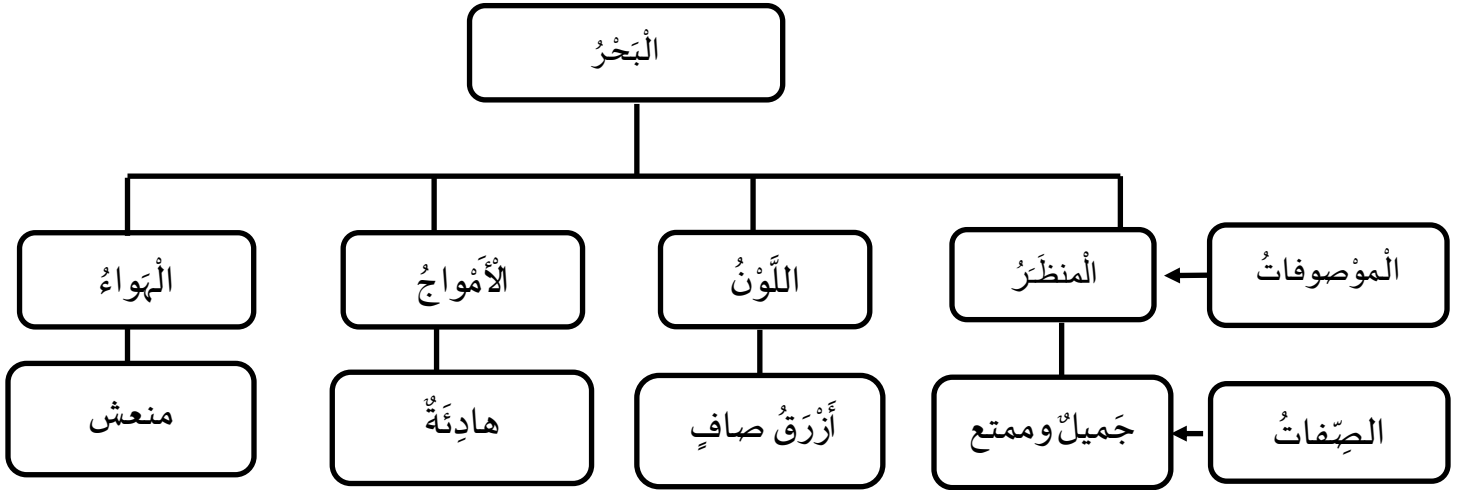 الْبَحْرُ
الْموْصوفاتُ
الْمنظَرُ
اللَّوْنُ
الْأَمْواجُ
الْهَواءُ
الصِّفاتُ
جَميلٌ وممتع
أَزْرَقُ صافٍ
هادِئَةٌ
منعش